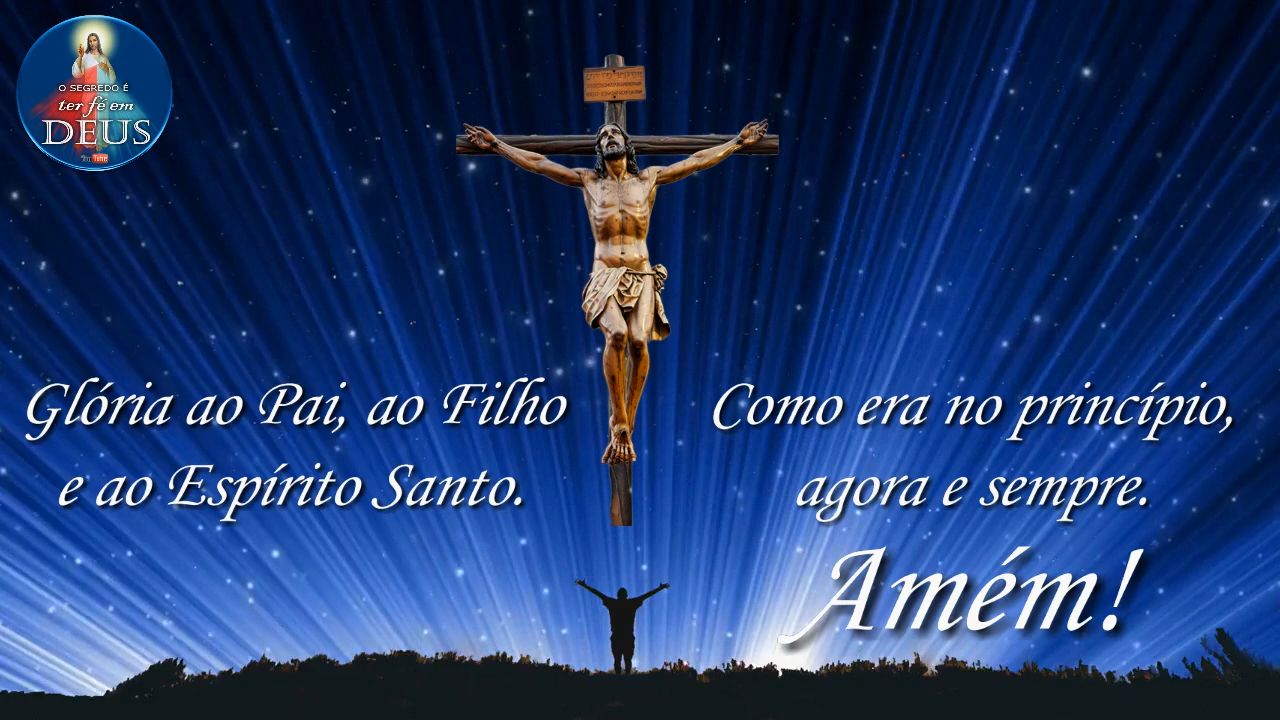 O SEGREDO É
ter fé em
DEUS
Glória ao Pai, ao Filho
e ao Espírito Santo.
Como era no princípio,
agora e sempre.
Amém!